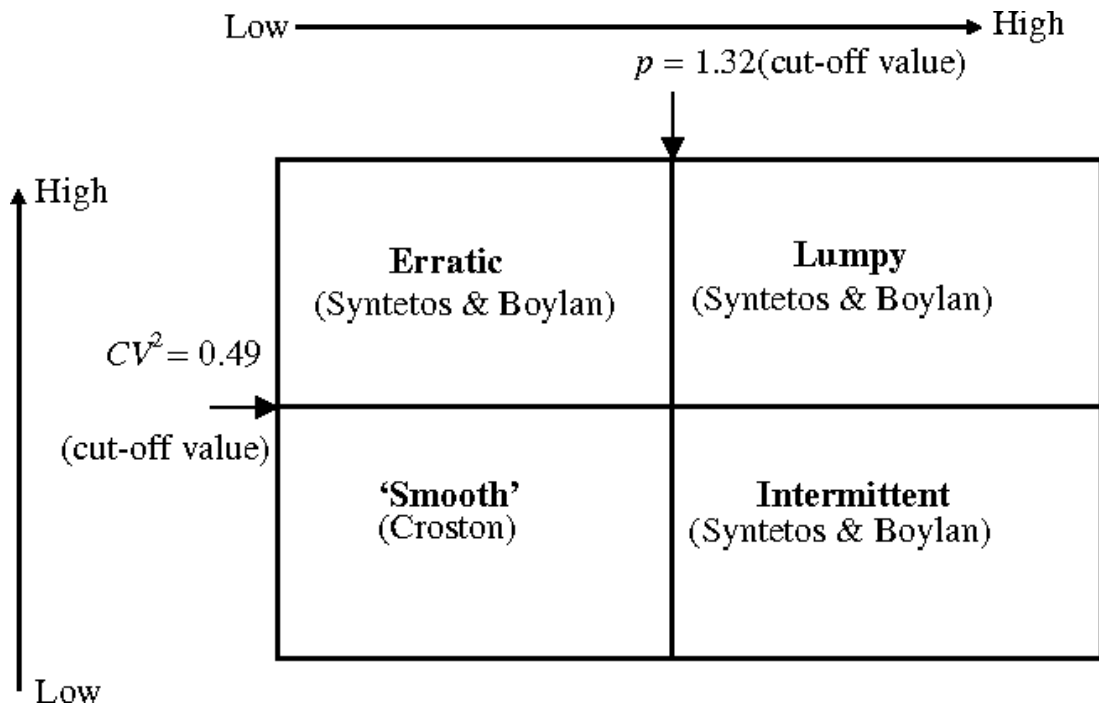 Low
High
p = 1.32(cut-off value)
High
Erratic
(Syntetos & Boylan)
Lumpy
(Syntetos & Boylan)
CV² = 0.49
(cut-off value)
‘Smooth’
(Croston)
Intermittent
(Syntetos & Boylan)
Low